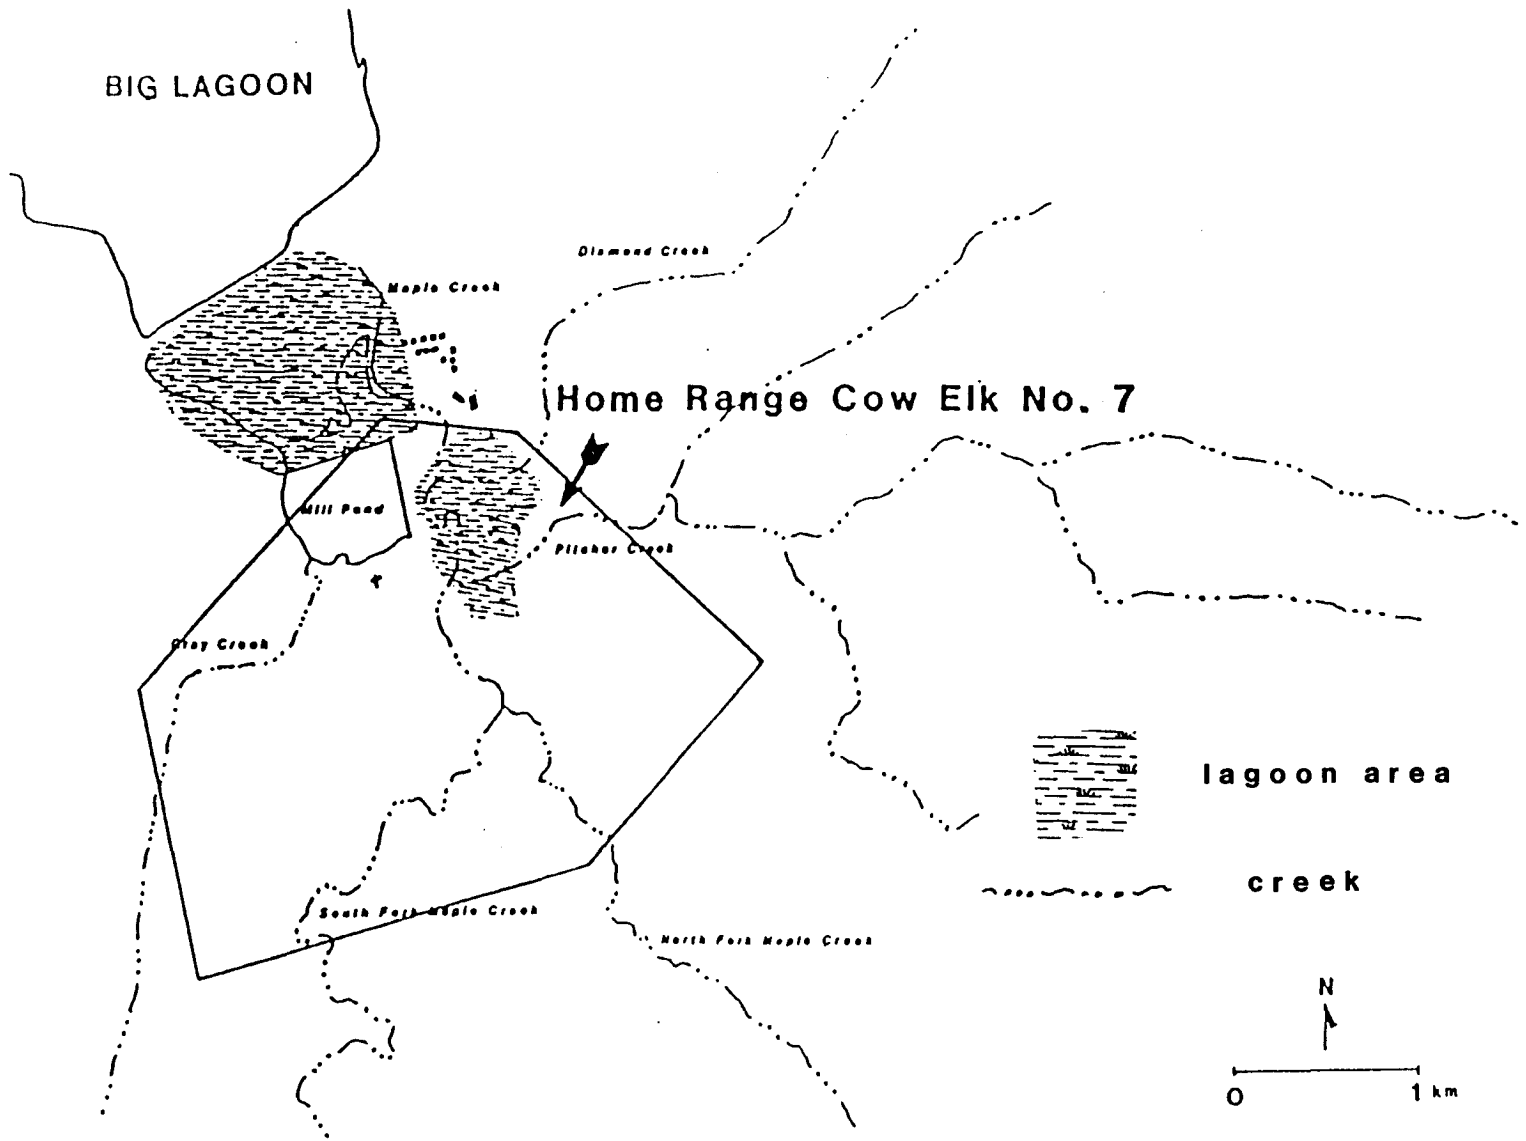 BIG LAGOON
Diamond Creek
Maple Creek
Home Range Cow Elk No. 7
Mill Pond
Pitcher Creek
Gray Creek
lagoon area
creek
South Fork Maple Creek
North Fork Maple Creek
N
0 1 km